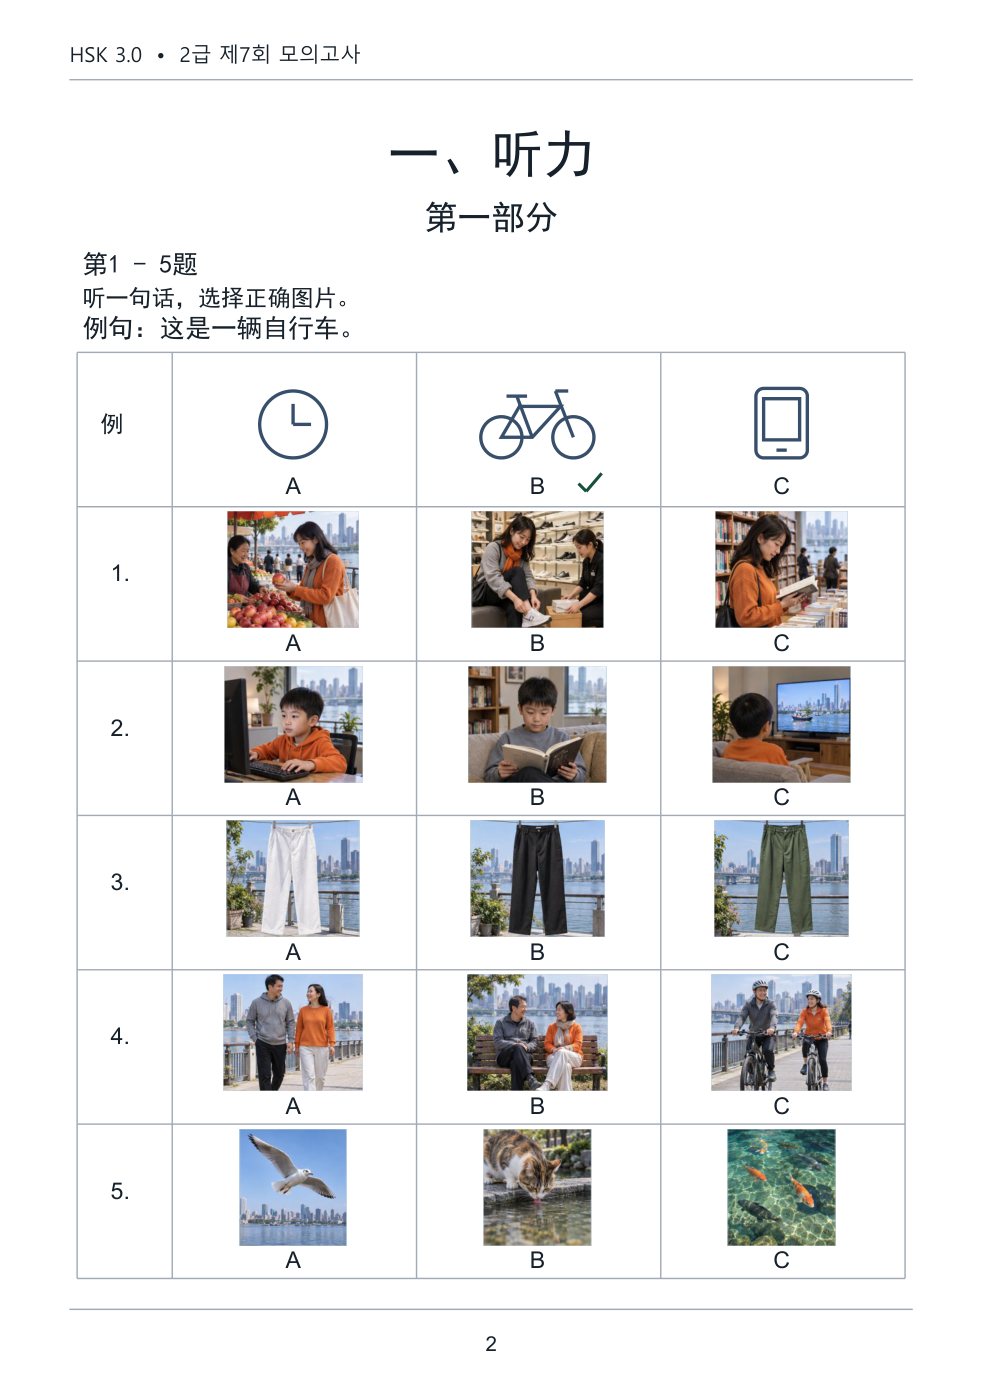 HSK 3.0 • 2급 제7회 모의고사
一、听力
第一部分
第1 – 5题
听一句话，选择正确图片。
例句：这是一辆自行车。
例
A B C
1.
A B C
2.
A B C
3.
A B C
4.
A B C
5.
A B C
2